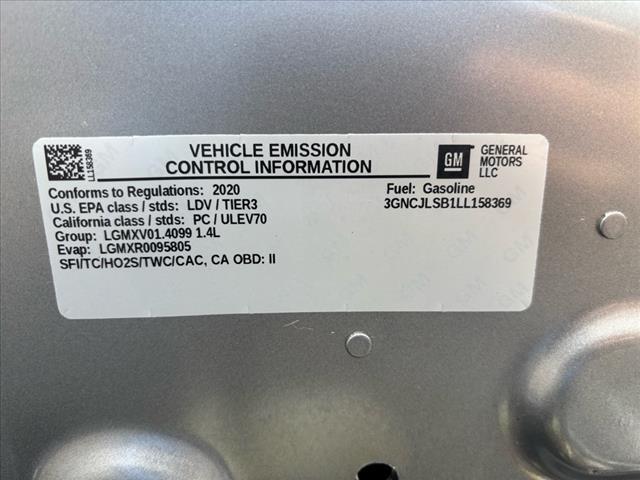 LL158369
VEHICLE EMISSION
CONTROL INFORMATION
GM
GENERAL
MOTORS
LLC
Conforms to Regulations: 2020
Fuel: Gasoline
U.S. EPA class / stds: LDV / TIER3
3GNCJLSB1LL158369
California class / stds: PC / ULEV70
Group: LGMXV01.4099 1.4L
Evap: LGMXR0095805
SFI/TC/HO2S/TWC/CAC, CA OBD: II